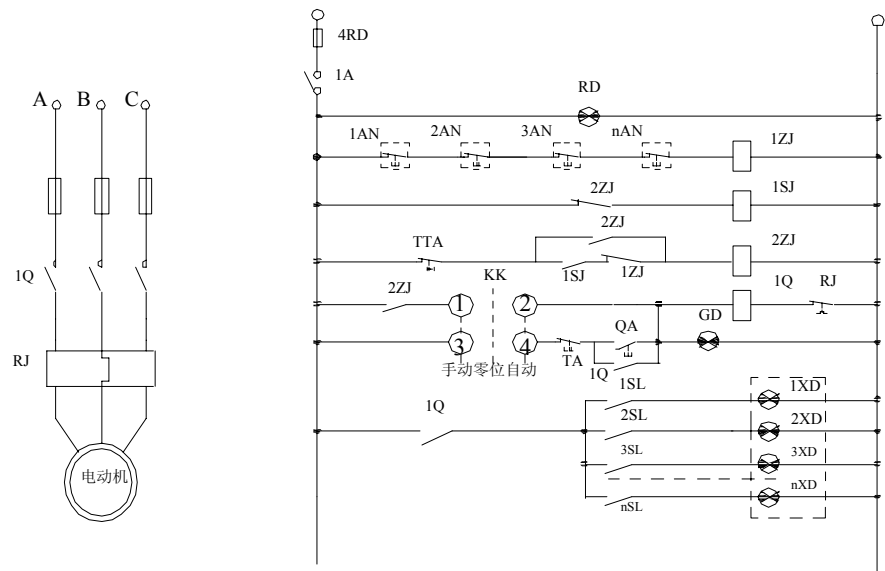 4RD
1A
RD
A B C
1AN 2AN 3AN nAN 1ZJ
2ZJ 1SJ
2ZJ
TTA 2ZJ
1SJ 1ZJ
KK
1Q
2ZJ 1 2 1Q RJ
GD
QA
3 4
TA
RJ
手动零位自动 1Q
1SL 1XD
1Q 2SL 2XD
3SL 3XD
nXD
电动机
nSL